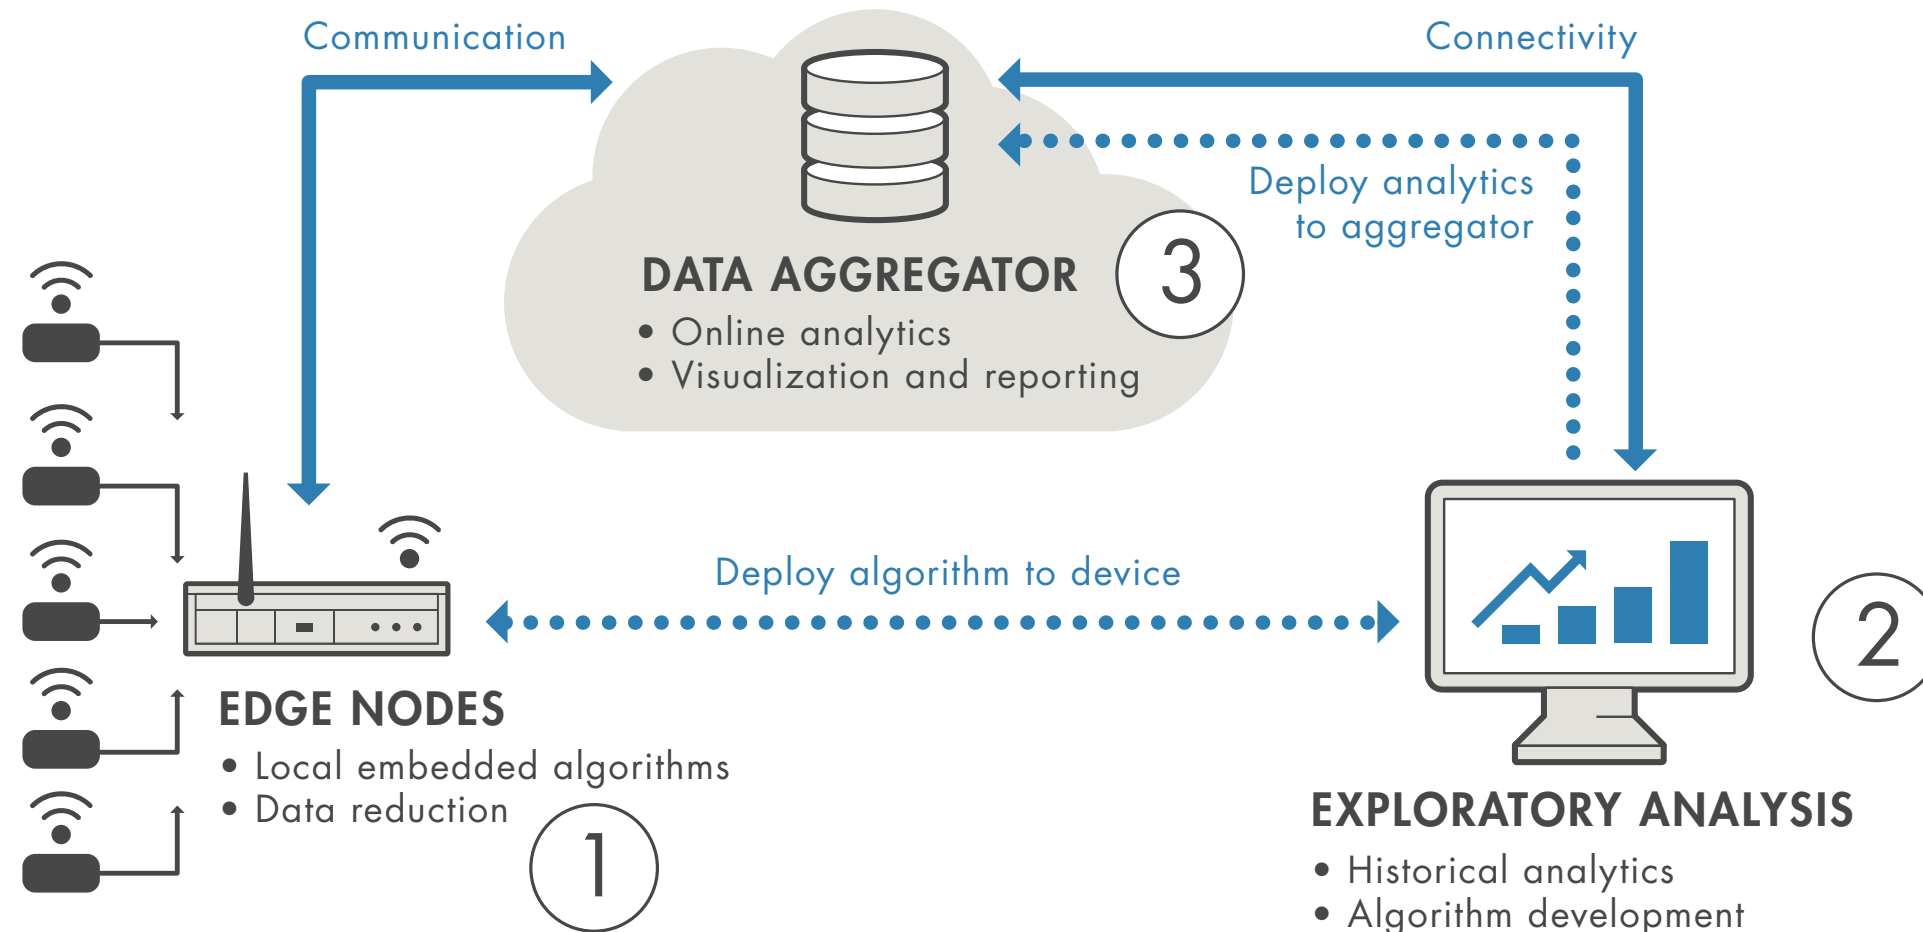 Communication
Connectivity
Deploy analytics
to aggregator
DATA AGGREGATOR
3
• Online analytics
• Visualization and reporting
Deploy algorithm to device
2
EDGE NODES
• Local embedded algorithms
• Data reduction
1
EXPLORATORY ANALYSIS
• Historical analytics
• Algorithm development